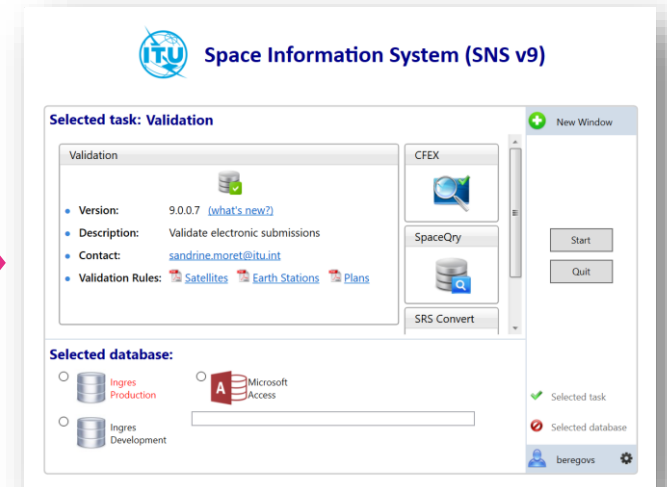 ITU
Space Information System (SNS v9)
Selected task: Validation
New Window
Validation
Version: 9.0.0.7 (what's new?)
Description: Validate electronic submissions
Contact: sandrine.moret@itu.int
Validation Rules: Satellites Earth Stations Plans
CFEX
SpaceQry
SRS Convert
Start
Quit
Selected database:
Ingres
Production
A
Microsoft
Access
Ingres
Development
Selected task
Selected database
beregovs